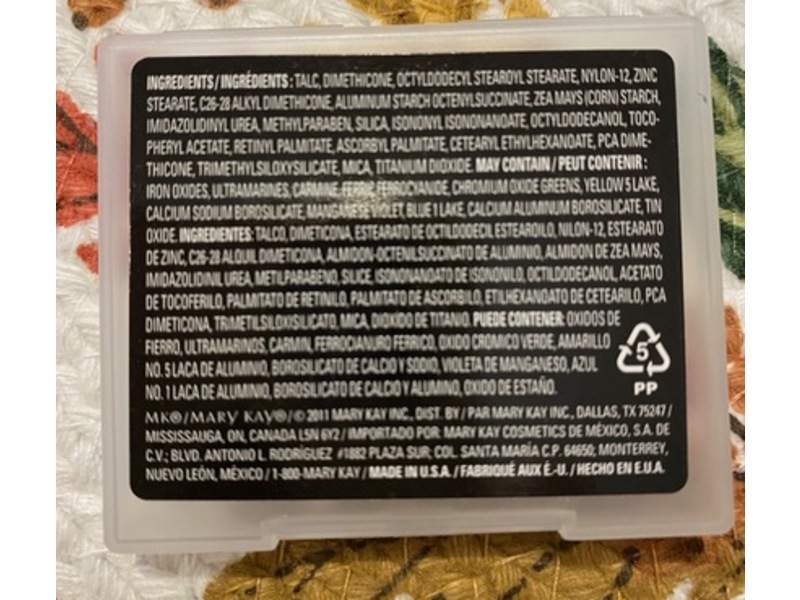 INGREDIENTS / INGRÉDIENTS : TALC, DIMETHICONE, OCTYLDODECYL STEAROYL STEARATE, NYLON-12, ZINC
STEARATE, C26-28 ALKYL DIMETHICONE, ALUMINUM STARCH OCTENYLSUCCINATE, ZEA MAYS (CORN) STARCH,
IMIDAZOLIDINYL UREA, METHYLPARABEN, SILICA, ISONONYL ISONONANOATE, OCTYLDODECANOL, TOCO-
PHERYL ACETATE, RETINYL PALMITATE, ASCORBYL PALMITATE, CETEARYL ETHYLHEXANOATE, PCA DIME-
THICONE, TRIMETHYLSILOXYSILICATE, MICA, TITANIUM DIOXIDE. MAY CONTAIN / PEUT CONTENIR :
IRON OXIDES, ULTRAMARINES, CARMINE, FERRIC FERROCYANIDE, CHROMIUM OXIDE GREENS, YELLOW 5 LAKE,
CALCIUM SODIUM BOROSILICATE, MANGANESE VIOLET, BLUE 1 LAKE, CALCIUM ALUMINUM BOROSILICATE, TIN
OXIDE. INGREDIENTES: TALCO, DIMETICONA, ESTEARATO DE OCTILDODECIL ESTEAROILO, NILON-12, ESTEARATO
DE ZINC, C26-28 ALQUIL DIMETICONA, ALMIDON-OCTENILSUCCINATO DE ALUMINIO, ALMIDON DE ZEA MAYS,
IMIDAZOLIDINIL UREA, METILPARABENO, SILICE, ISONONANOATO DE ISONONILO, OCTILDODECANOL, ACETATO
DE TOCOFERILO, PALMITATO DE RETINILO, PALMITATO DE ASCORBILO, ETILHEXANOATO DE CETEARILO, PCA
DIMETICONA, TRIMETILSILOXISILICATO, MICA, DIOXIDO DE TITANIO. PUEDE CONTENER: OXIDOS DE
FIERRO, ULTRAMARINOS, CARMIN, FERROCIANURO FERRICO, OXIDO CROMICO VERDE, AMARILLO
NO. 5 LACA DE ALUMINIO, BOROSILICATO DE CALCIO Y SODIO, VIOLETA DE MANGANESO, AZUL
NO. 1 LACA DE ALUMINIO, BOROSILICATO DE CALCIO Y ALUMINO, OXIDO DE ESTAÑO.
5
PP
MK®/MARY KAY®/© 2011 MARY KAY INC., DIST. BY / PAR MARY KAY INC., DALLAS, TX 75247 /
MISSISSAUGA, ON, CANADA L5N 6Y2 / IMPORTADO POR: MARY KAY COSMETICS DE MÉXICO, S.A. DE
C.V.; BLVD. ANTONIO L. RODRÍGUEZ #1882 PLAZA SUR; COL. SANTA MARÍA C.P. 64650; MONTERREY,
NUEVO LEÓN, MÉXICO / 1-800-MARY KAY / MADE IN U.S.A. / FABRIQUÉ AUX É.-U. / HECHO EN E.U.A.